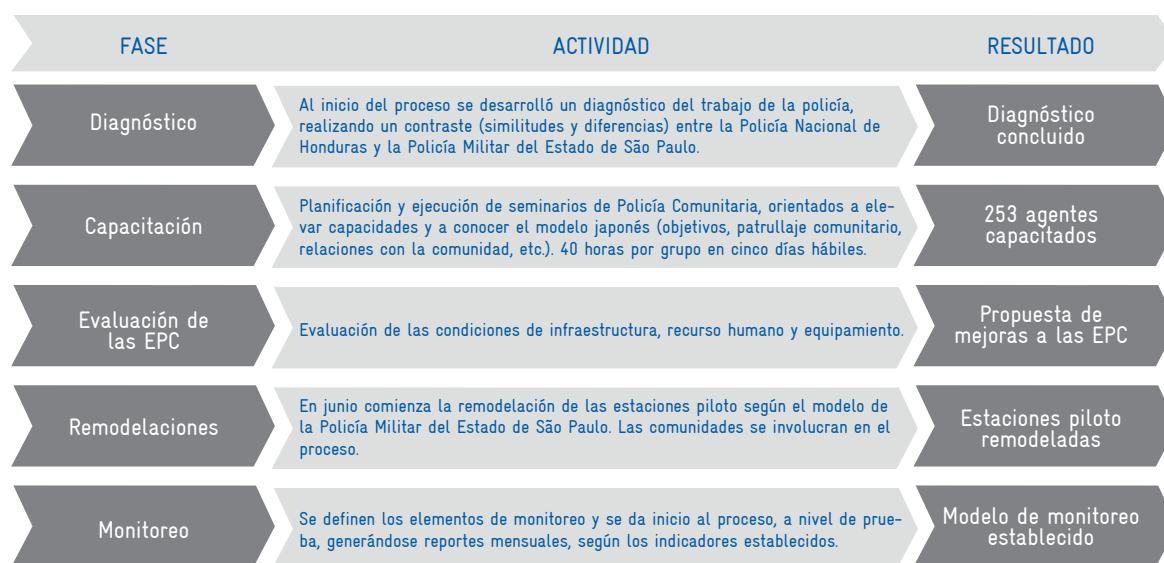 FASE
ACTIVIDAD
RESULTADO
Diagnóstico
Al inicio del proceso se desarrolló un diagnóstico del trabajo de la policía,
realizando un contraste (similitudes y diferencias) entre la Policía Nacional de
Honduras y la Policía Militar del Estado de São Paulo.
Diagnóstico
concluido
Capacitación
Planificación y ejecución de seminarios de Policía Comunitaria, orientados a ele-
var capacidades y a conocer el modelo japonés (objetivos, patrullaje comunitario,
relaciones con la comunidad, etc.). 40 horas por grupo en cinco días hábiles.
253 agentes
capacitados
Evaluación de
las EPC
Evaluación de las condiciones de infraestructura, recurso humano y equipamiento.
Propuesta de
mejoras a las EPC
Remodelaciones
En junio comienza la remodelación de las estaciones piloto según el modelo de
la Policía Militar del Estado de São Paulo. Las comunidades se involucran en el
proceso.
Estaciones piloto
remodeladas
Monitoreo
Se definen los elementos de monitoreo y se da inicio al proceso, a nivel de prue-
ba, generándose reportes mensuales, según los indicadores establecidos.
Modelo de monitoreo
establecido